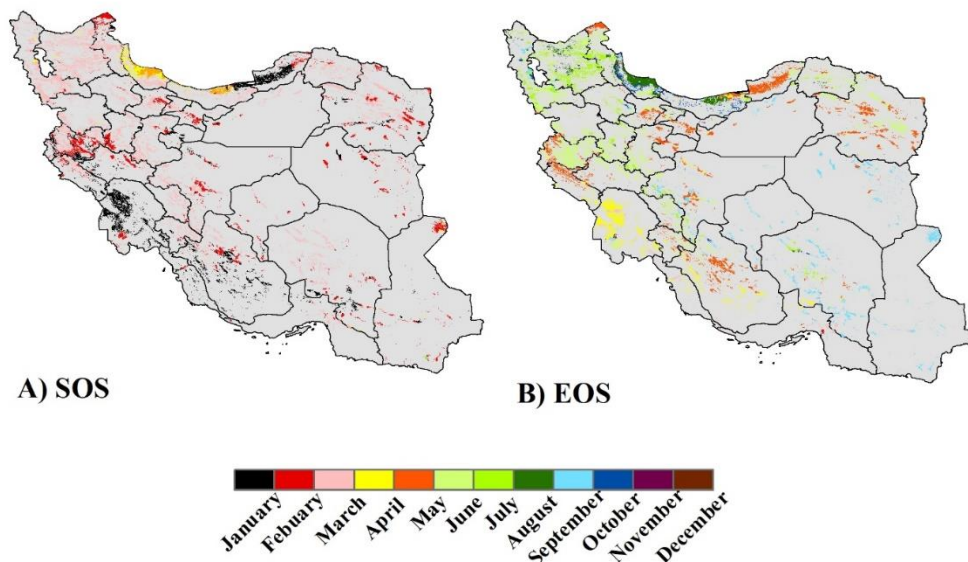 A) SOS
B) EOS
January
Febuary
March
April
May
June
July
August
September
October
November
December